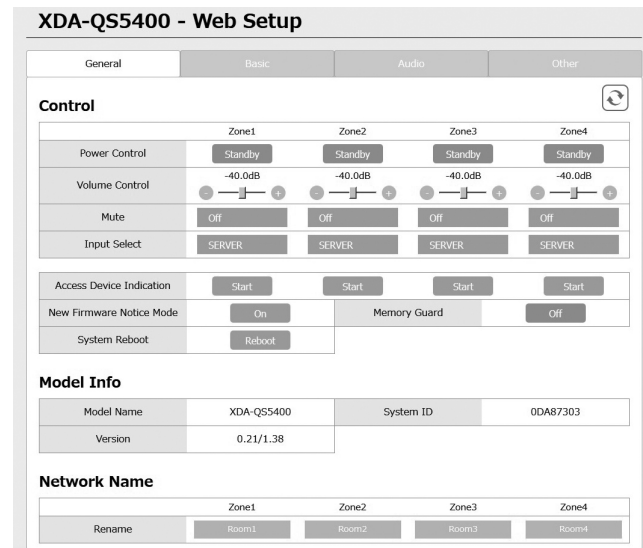 XDA-QS5400 - Web Setup
General Basic Audio Other
Control
Zone1 Zone2 Zone3 Zone4
Power Control Standby Standby Standby Standby
Volume Control -40.0dB -40.0dB -40.0dB -40.0dB
- + - + - + - +
Mute Off Off Off Off
Input Select SERVER SERVER SERVER SERVER
Access Device Indication Start Start Start Start
New Firmware Notice Mode On Memory Guard Off
System Reboot Reboot
Model Info
Model Name XDA-QS5400 System ID 0DA87303
Version 0.21/1.38
Network Name
Zone1 Zone2 Zone3 Zone4
Rename Room1 Room2 Room3 Room4